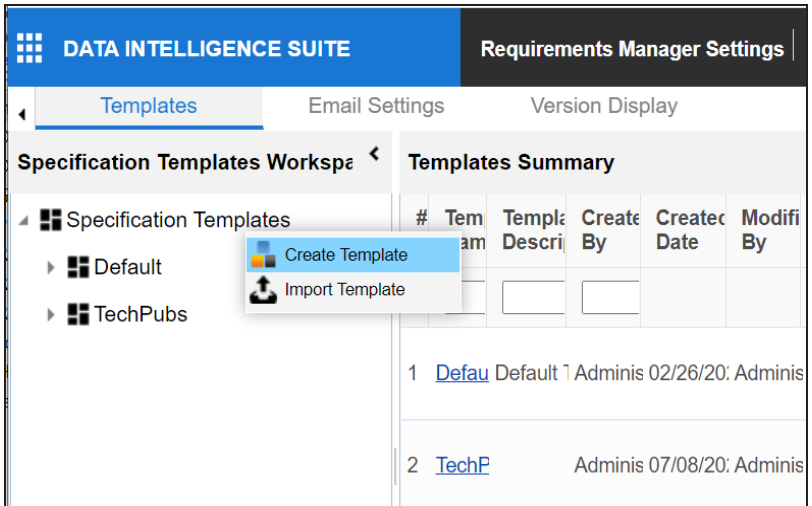 DATA INTELLIGENCE SUITE
Requirements Manager Settings
Templates
Email Settings
Version Display
Specification Templates Workspa
Templates Summary
Specification Templates
Default
TechPubs
Create Template
Import Template
# Tem Templa Create Created Modifi
am Descri By Date By
1 Defau Default T Adminis 02/26/20 Adminis
2 TechP Adminis 07/08/20 Adminis